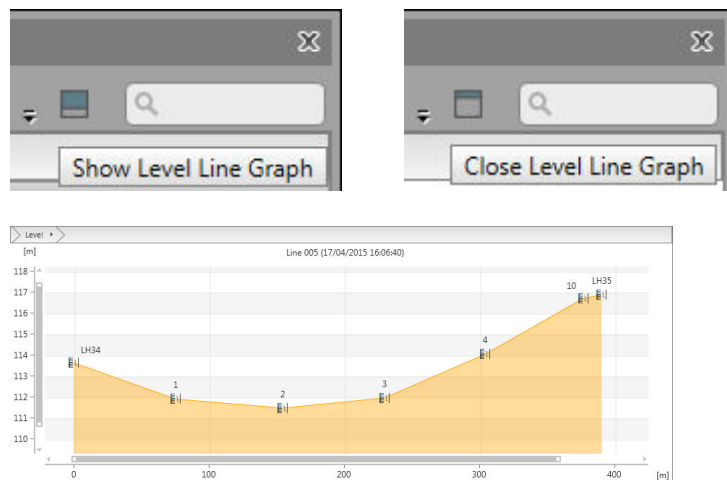 Show Level Line Graph
Close Level Line Graph
Level
[m]
Line 005 (17/04/2015 16:06:40)
118
117
116
115
114
113
112
111
110
LH34
1
2
3
4
10
LH35
0
100
200
300
400
[m]